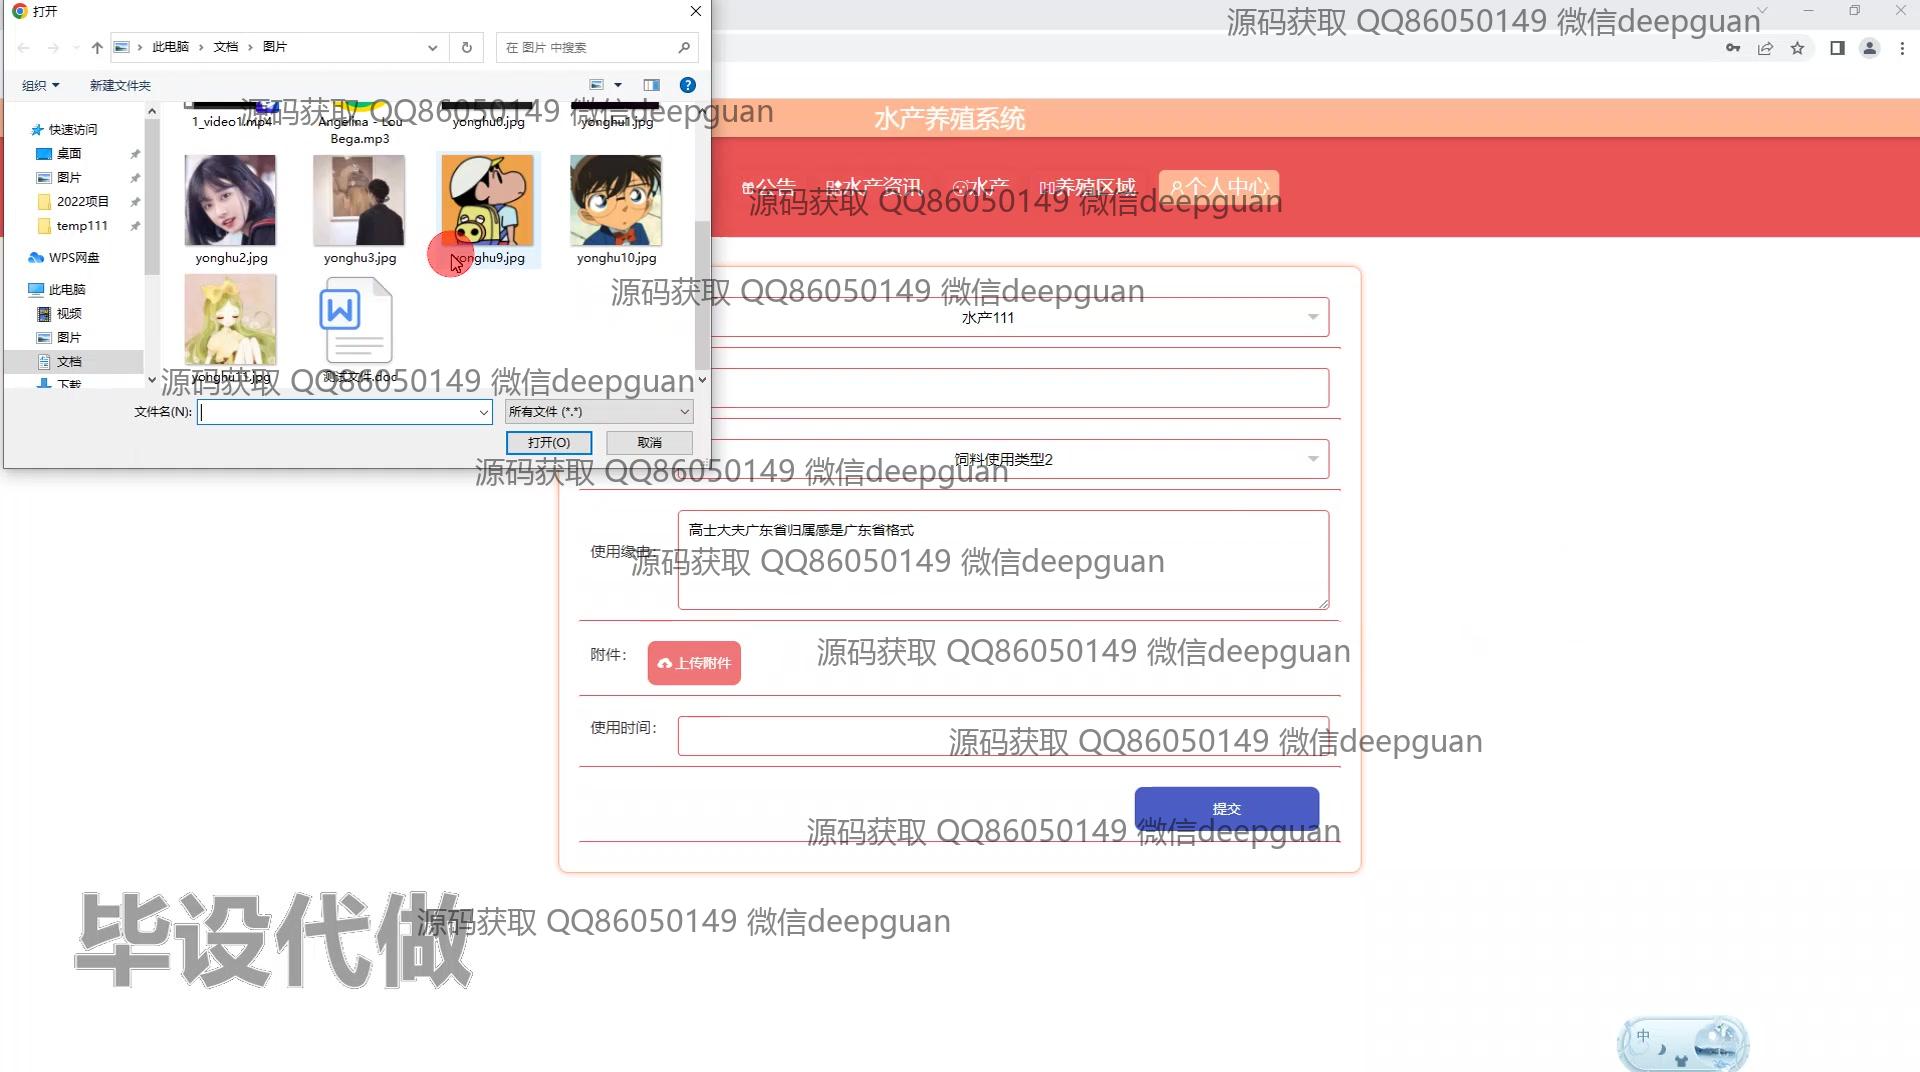 打开
源码获取 QQ86050149 微信deepguan
此电脑 › 文档 › 图片
在 图片 中搜索
组织
新建文件夹
源码获取 QQ86050149 微信deepguan
水产养殖系统
1_video1.mp4
Angelina - Lou Bega.mp3
yonghu0.jpg
yonghu1.jpg
快速访问
桌面
图片
2022项目
temp111
WPS网盘
此电脑
视频
图片
文档
下载
公告
水产资讯
水产
养殖区域
个人中心
源码获取 QQ86050149 微信deepguan
yonghu2.jpg
yonghu3.jpg
yonghu9.jpg
yonghu10.jpg
源码获取 QQ86050149 微信deepguan
水产111
yonghu11.jpg
测试文件.doc
源码获取 QQ86050149 微信deepguan
文件名(N):
所有文件 (*.*)
打开(O)
取消
饲料使用类型2
源码获取 QQ86050149 微信deepguan
使用缘由:
高士大夫广东省归属感是广东省格式
源码获取 QQ86050149 微信deepguan
附件:
上传附件
源码获取 QQ86050149 微信deepguan
使用时间:
源码获取 QQ86050149 微信deepguan
提交
源码获取 QQ86050149 微信deepguan
毕设代做
源码获取 QQ86050149 微信deepguan
中